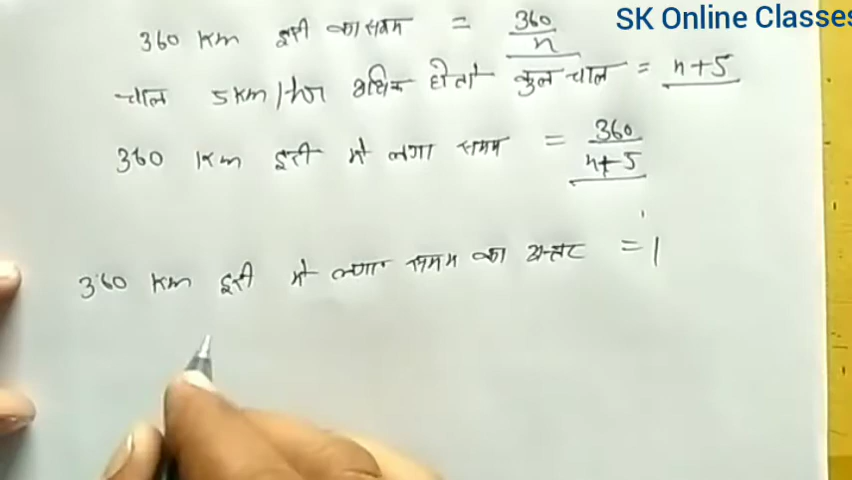 SK Online Classes
360 Km दूरी का समय = 360/n
चाल 5km/hr अधिक होता कुल चाल = n+5
360 Km दूरी मे लगा समय = 360/n+5
360 Km दूरी मे लगा समय का अन्तर = 1